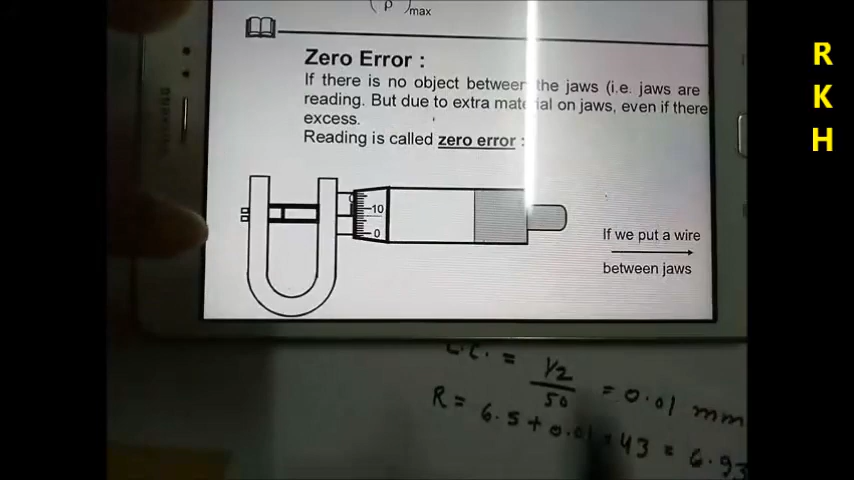 ( ρ )max
Zero Error :
If there is no object between the jaws (i.e. jaws are
reading. But due to extra material on jaws, even if there
excess.
Reading is called zero error :
10
0
If we put a wire
between jaws
L.C. = 1/2 / 50 = 0.01 mm
R = 6.5 + 0.01 × 43 = 6.93
SAMSUNG
R
K
H